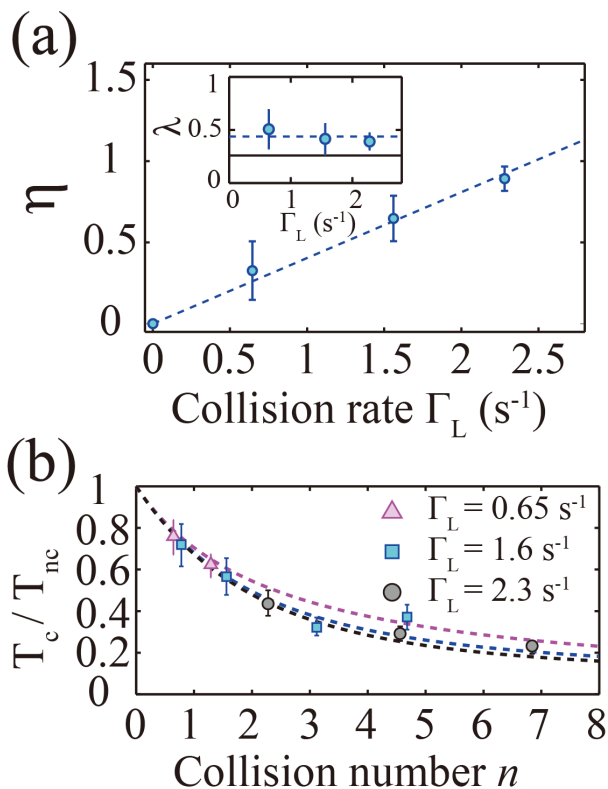 (a)
1.5
1
0.5
0
η
1
0.5
0
λ
0 1 2
Γ_L (s⁻¹)
0 0.5 1 1.5 2 2.5
Collision rate Γ_L (s⁻¹)
(b)
1
0.8
0.6
0.4
0.2
0
T_c / T_nc
Γ_L = 0.65 s⁻¹
Γ_L = 1.6 s⁻¹
Γ_L = 2.3 s⁻¹
0 1 2 3 4 5 6 7 8
Collision number n